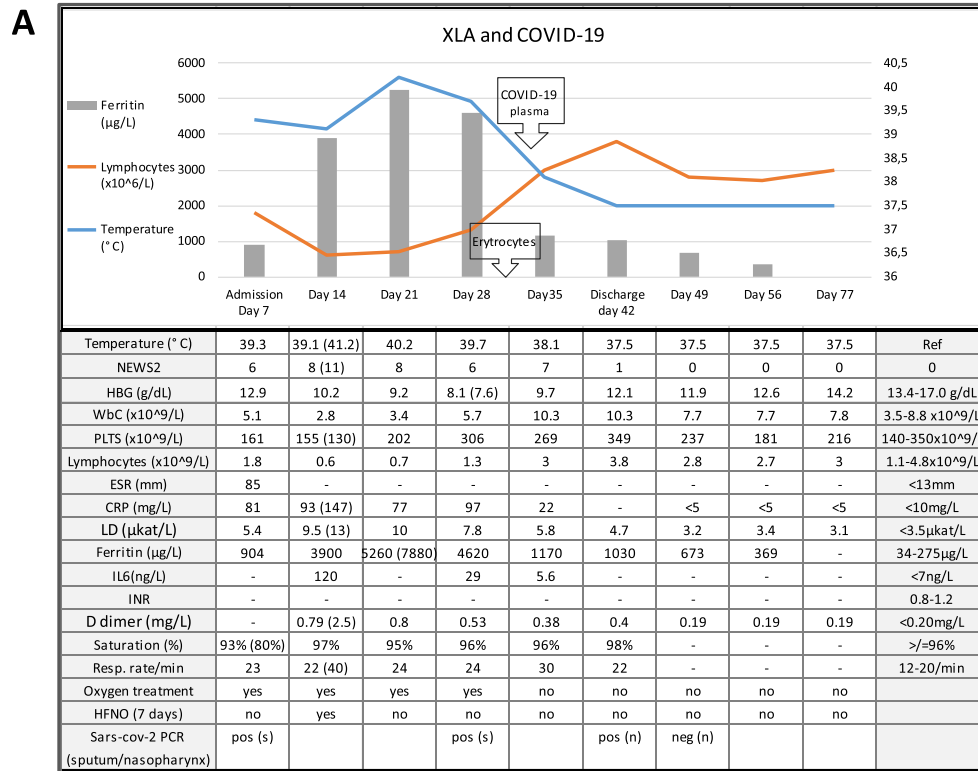 A
XLA and COVID-19
6000
5000
4000
3000
2000
1000
0
40,5
40
39,5
39
38,5
38
37,5
37
36,5
36
Ferritin
(µg/L)
Lymphocytes
(x10^6/L)
Temperature
(° C)
COVID-19
plasma
Erytrocytes
Admission Day 14 Day 21 Day 28 Day35 Discharge Day 49 Day 56 Day 77
Day 7 day 42
Temperature (° C) 39.3 39.1 (41.2) 40.2 39.7 38.1 37.5 37.5 37.5 37.5 Ref
NEWS2 6 8 (11) 8 6 7 1 0 0 0 0
HBG (g/dL) 12.9 10.2 9.2 8.1 (7.6) 9.7 12.1 11.9 12.6 14.2 13.4-17.0 g/dL
WbC (x10^9/L) 5.1 2.8 3.4 5.7 10.3 10.3 7.7 7.7 7.8 3.5-8.8 x10^9/L
PLTS (x10^9/L) 161 155 (130) 202 306 269 349 237 181 216 140-350x10^9/
Lymphocytes (x10^9/L) 1.8 0.6 0.7 1.3 3 3.8 2.8 2.7 3 1.1-4.8x10^9/L
ESR (mm) 85 - - - - - - - - <13mm
CRP (mg/L) 81 93 (147) 77 97 22 - <5 <5 <5 <10mg/L
LD (µkat/L) 5.4 9.5 (13) 10 7.8 5.8 4.7 3.2 3.4 3.1 <3.5µkat/L
Ferritin (µg/L) 904 3900 5260 (7880) 4620 1170 1030 673 369 - 34-275µg/L
IL6(ng/L) - 120 - 29 5.6 - - - - <7ng/L
INR - - - - - - - - - 0.8-1.2
D dimer (mg/L) - 0.79 (2.5) 0.8 0.53 0.38 0.4 0.19 0.19 0.19 <0.20mg/L
Saturation (%) 93% (80%) 97% 95% 96% 96% 98% - - - >/=96%
Resp. rate/min 23 22 (40) 24 24 30 22 - - - 12-20/min
Oxygen treatment yes yes yes yes no no no no no
HFNO (7 days) no yes no no no no no no no
Sars-cov-2 PCR pos (s) pos (s) pos (n) neg (n)
(sputum/nasopharynx)